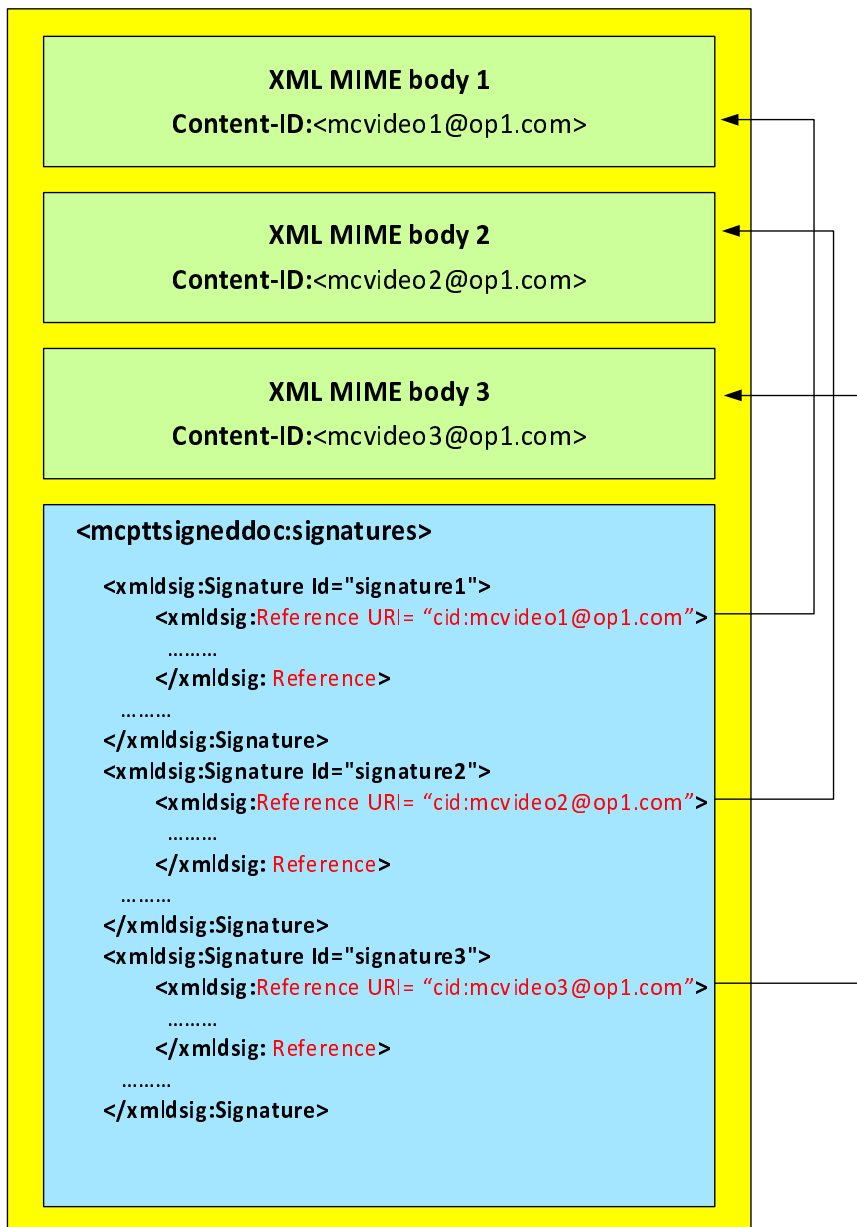 XML MIME body 1
Content-ID:<mcvideo1@op1.com>
XML MIME body 2
Content-ID:<mcvideo2@op1.com>
XML MIME body 3
Content-ID:<mcvideo3@op1.com>
<mcpttsigneddoc:signatures>
<xmldsig:Signature Id="signature1">
<xmldsig:Reference URI= “cid:mcvideo1@op1.com”>
………
</xmldsig: Reference>
………
</xmldsig:Signature>
<xmldsig:Signature Id="signature2">
<xmldsig:Reference URI= “cid:mcvideo2@op1.com”>
………
</xmldsig: Reference>
………
</xmldsig:Signature>
<xmldsig:Signature Id="signature3">
<xmldsig:Reference URI= “cid:mcvideo3@op1.com”>
………
</xmldsig: Reference>
………
</xmldsig:Signature>